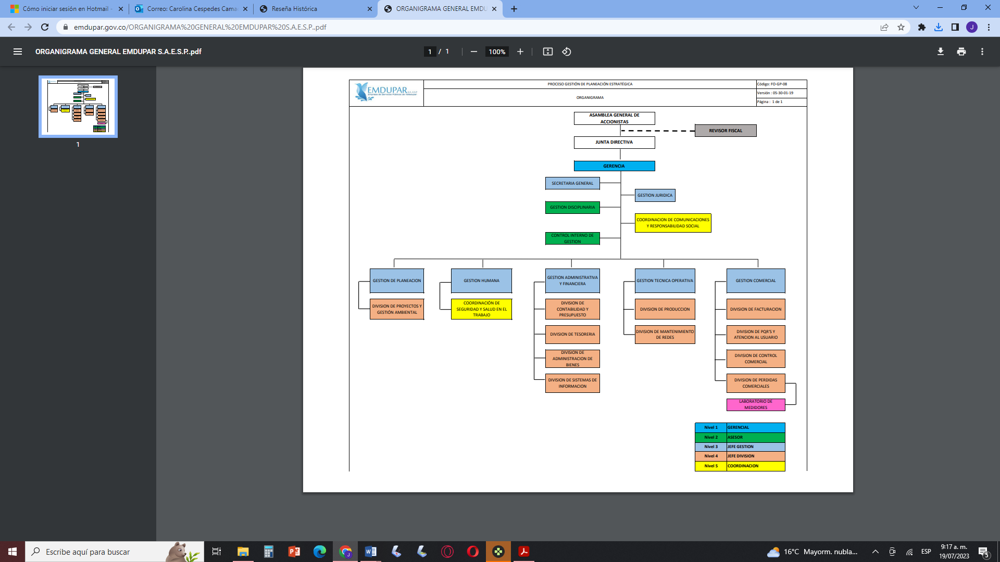 Cómo iniciar sesión en Hotmail -
Correo: Carolina Cespedes Cama
Reseña Histórica
ORGANIGRAMA GENERAL EMDU
emdupar.gov.co/ORGANIGRAMA%20GENERAL%20EMDUPAR%20S.A.E.S.P..pdf
J
ORGANIGRAMA GENERAL EMDUPAR S.A.E.S.P..pdf
1 / 1
100%
1
EMDUPAR S.A. E.S.P
Empresa de Servicios Públicos de Valledupar
PROCESO GESTIÓN DE PLANEACIÓN ESTRATÉGICA
ORGANIGRAMA
Código: FO-GP-08
Versión : 05-30-01-19
Página : 1 de 1
ASAMBLEA GENERAL DE
ACCIONISTAS
REVISOR FISCAL
JUNTA DIRECTIVA
GERENCIA
SECRETARIA GENERAL
GESTION JURIDICA
GESTION DISCIPLINARIA
COORDINACION DE COMUNICACIONES
Y RESPONSABILIDAD SOCIAL
CONTROL INTERNO DE
GESTION
GESTION DE PLANEACION
DIVISION DE PROYECTOS Y
GESTIÓN AMBIENTAL
GESTION HUMANA
COORDINACIÓN DE
SEGURIDAD Y SALUD EN EL
TRABAJO
GESTION ADMINISTRATIVA
Y FINANCIERA
DIVISION DE
CONTABILIDAD Y
PRESUPUESTO
DIVISION DE TESORERIA
DIVISION DE
ADMINISTRACION DE
BIENES
DIVISION DE SISTEMAS DE
INFORMACION
GESTION TECNICA OPERATIVA
DIVISION DE PRODUCCION
DIVISION DE MANTENIMIENTO
DE REDES
GESTION COMERCIAL
DIVISION DE FACTURACION
DIVISION DE PQR'S Y
ATENCION AL USUARIO
DIVISION DE CONTROL
COMERCIAL
DIVISION DE PERDIDAS
COMERCIALES
LABORATORIO DE
MEDIDORES
Nivel 1 GERENCIAL
Nivel 2 ASESOR
Nivel 3 JEFE GESTION
Nivel 4 JEFE DIVISION
Nivel 5 COORDINACION
Escribe aquí para buscar
16°C Mayorm. nubla...
ESP
9:17 a. m.
19/07/2023
5